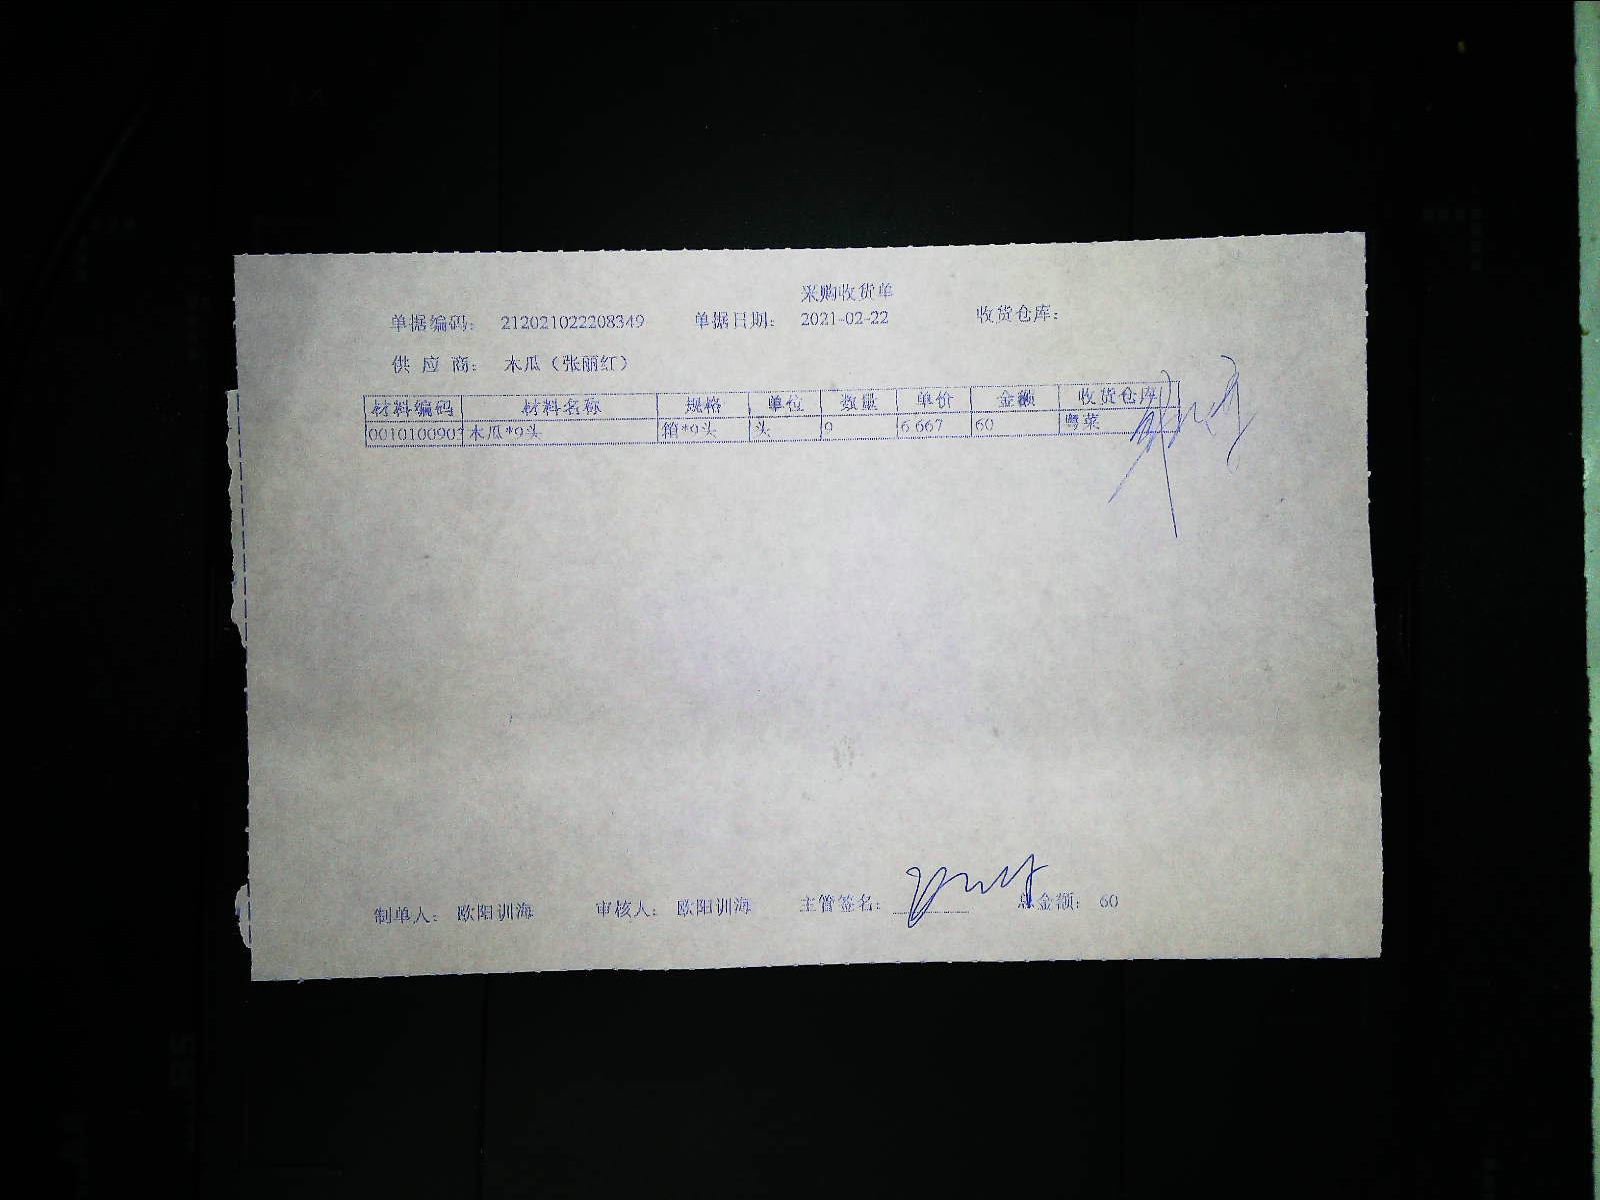 采购收货单
单据编码： 212021022208349 单据日期： 2021-02-22 收货仓库：
供 应 商： 木瓜（张丽红）
材料编码 材料名称 规格 单位 数量 单价 金额 收货仓库
001010090 木瓜*9头 箱*9头 头 9 6.667 60 粤菜
制单人： 欧阳训海 审核人： 欧阳训海 主管签名： 总金额： 60